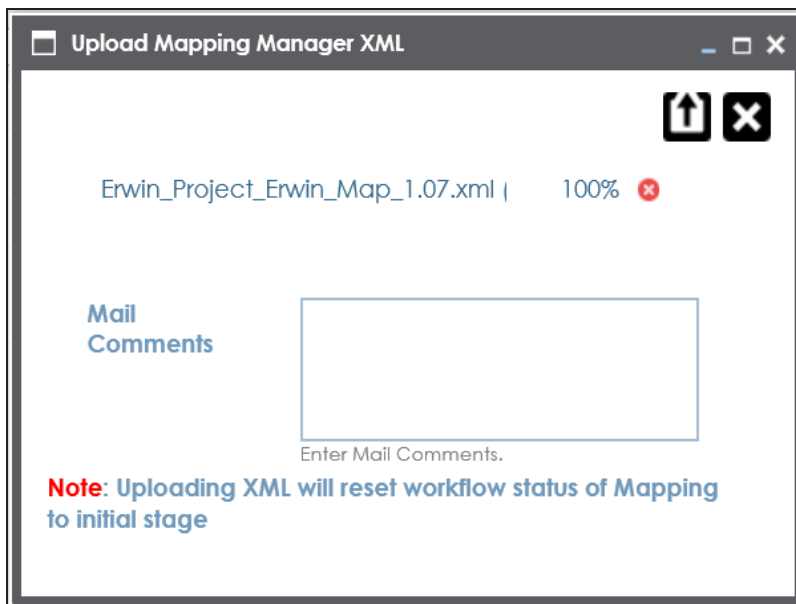 Upload Mapping Manager XML
Erwin_Project_Erwin_Map_1.07.xml ( 100%
Mail
Comments
Enter Mail Comments.
Note: Uploading XML will reset workflow status of Mapping
to initial stage